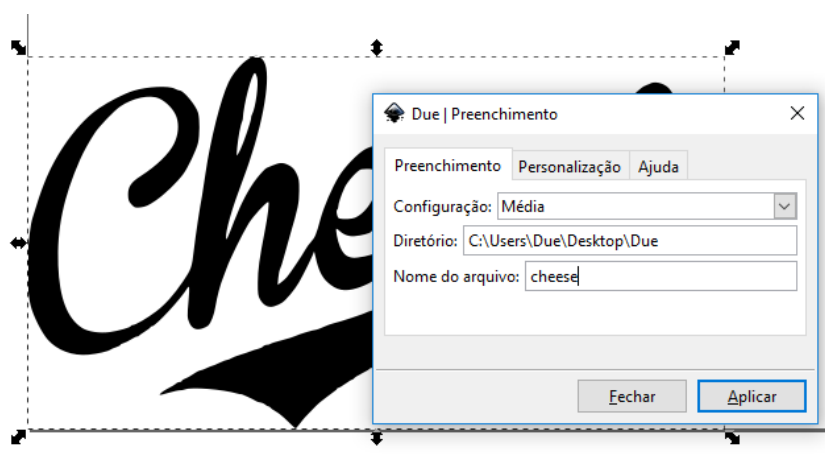 Che
Due | Preenchimento
Preenchimento Personalização Ajuda
Configuração: Média
Diretório: C:\Users\Due\Desktop\Due
Nome do arquivo: cheese
Fechar Aplicar